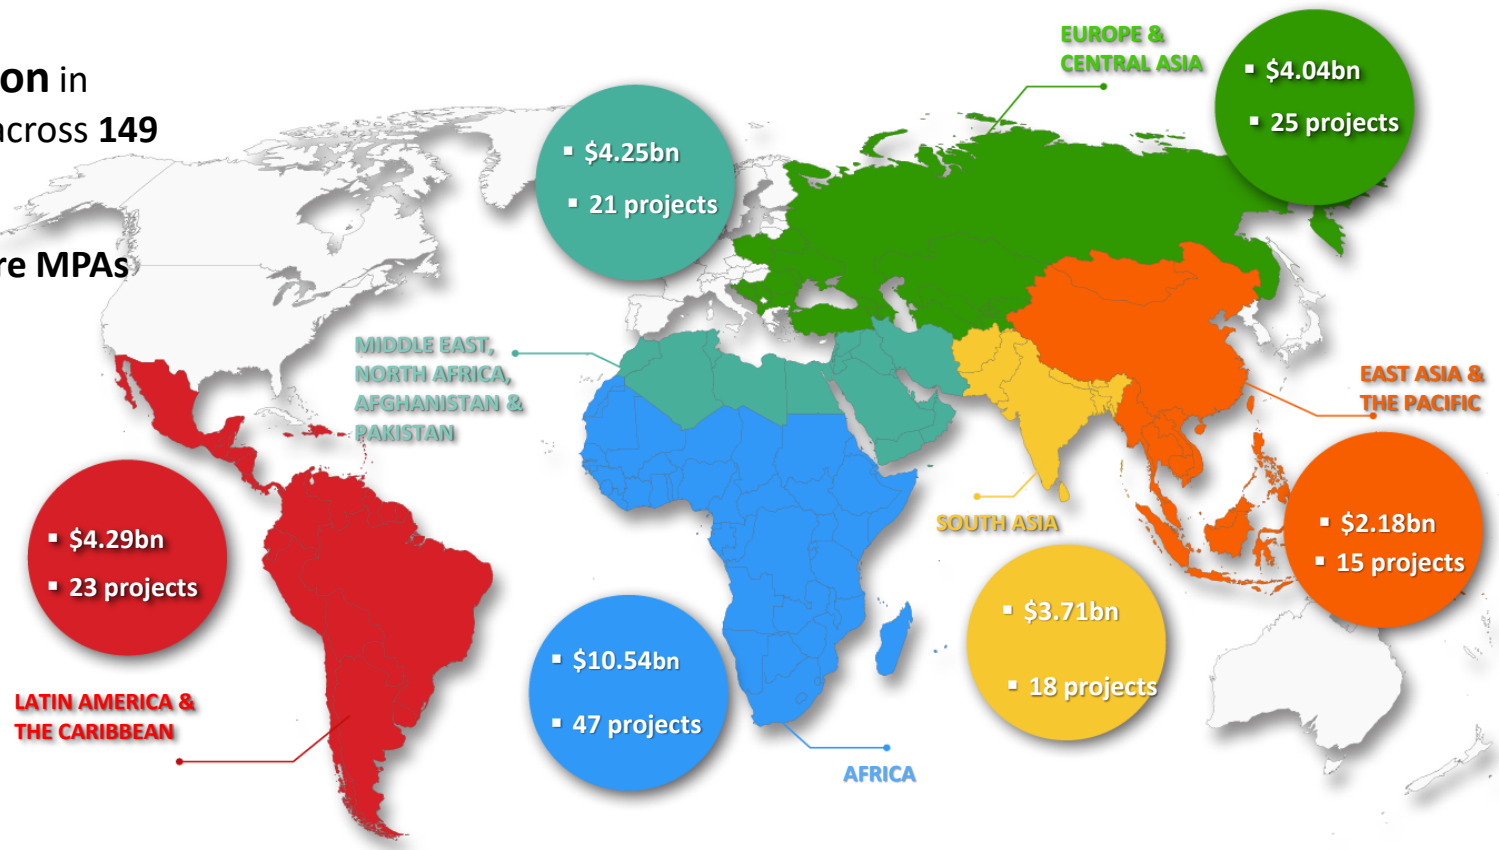 on in
across 149
re MPAs
EUROPE &
CENTRAL ASIA
▪ $4.04bn
▪ 25 projects
▪ $4.25bn
▪ 21 projects
MIDDLE EAST,
NORTH AFRICA,
AFGHANISTAN &
PAKISTAN
EAST ASIA &
THE PACIFIC
▪ $2.18bn
▪ 15 projects
SOUTH ASIA
▪ $3.71bn
▪ 18 projects
▪ $4.29bn
▪ 23 projects
LATIN AMERICA &
THE CARIBBEAN
▪ $10.54bn
▪ 47 projects
AFRICA